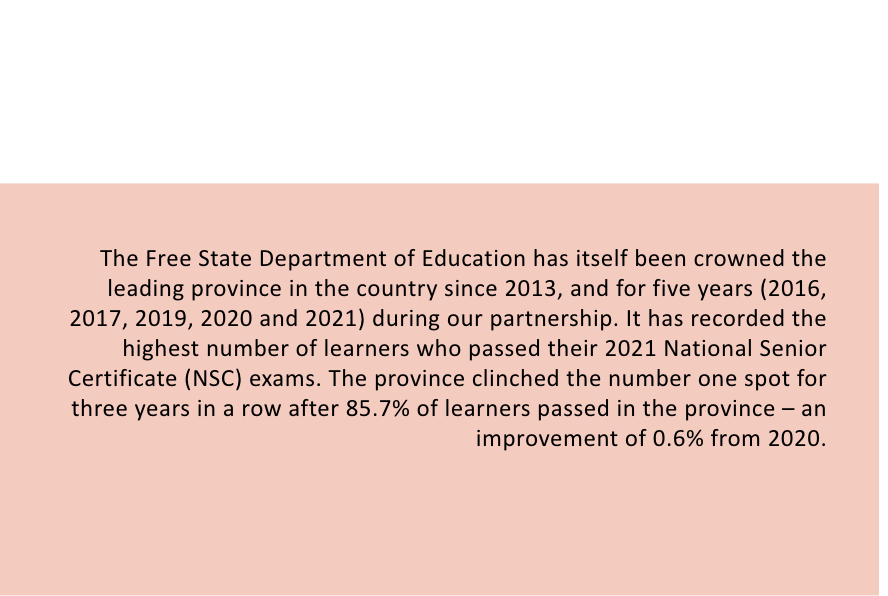 The Free State Department of Education has itself been crowned the
leading province in the country since 2013, and for five years (2016,
2017, 2019, 2020 and 2021) during our partnership. It has recorded the
highest number of learners who passed their 2021 National Senior
Certificate (NSC) exams. The province clinched the number one spot for
three years in a row after 85.7% of learners passed in the province – an
improvement of 0.6% from 2020.